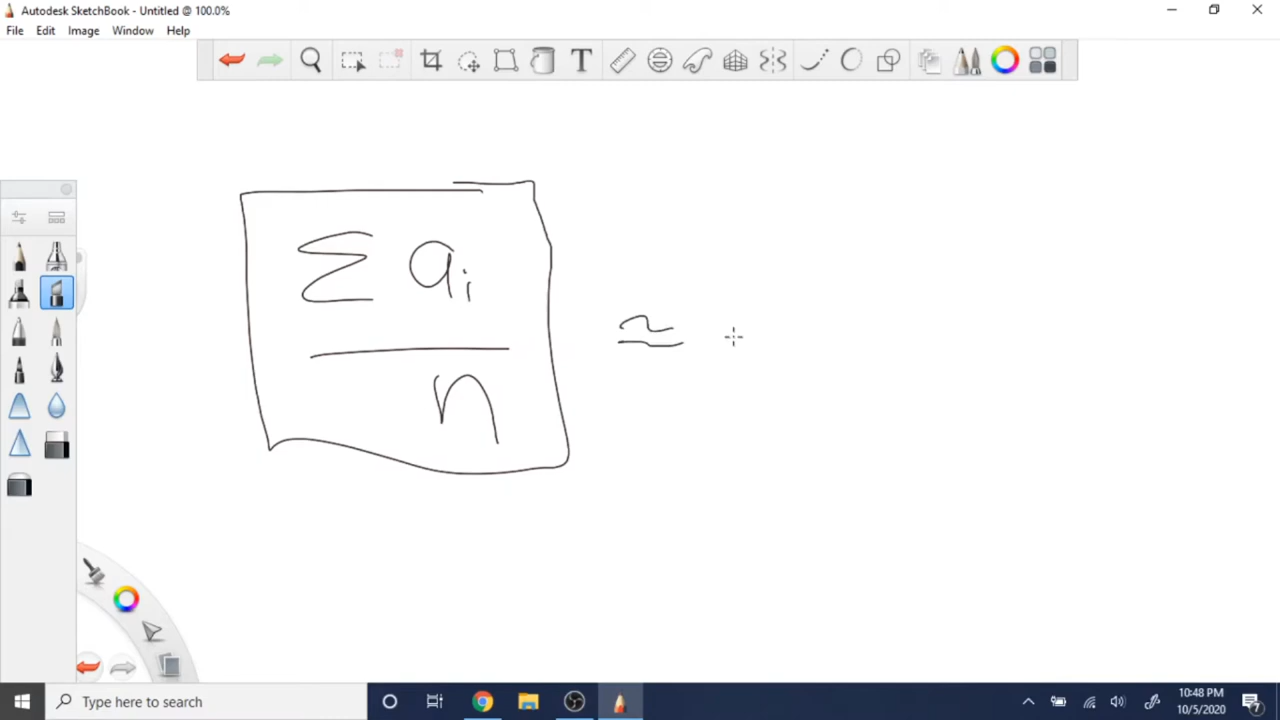 Autodesk SketchBook - Untitled @ 100.0%
File Edit Image Window Help
T
Σ aᵢ
≃
n
Type here to search
10:48 PM
10/5/2020
7